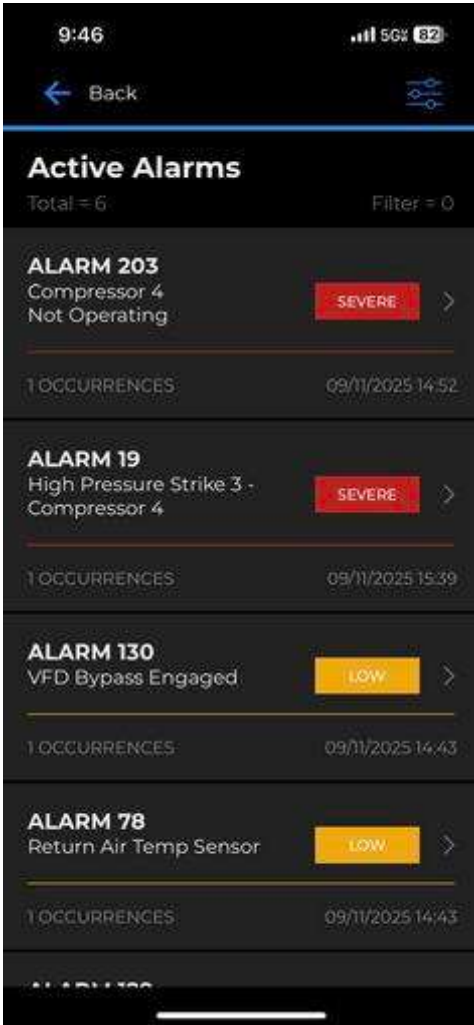 9:46
5G 82
Back
Active Alarms
Total = 6
Filter = 0
ALARM 203
Compressor 4
Not Operating
SEVERE
1 OCCURRENCES
09/11/2025 14:52
ALARM 19
High Pressure Strike 3 -
Compressor 4
SEVERE
1 OCCURRENCES
09/11/2025 15:39
ALARM 130
VFD Bypass Engaged
LOW
1 OCCURRENCES
09/11/2025 14:43
ALARM 78
Return Air Temp Sensor
LOW
1 OCCURRENCES
09/11/2025 14:43
ALARM